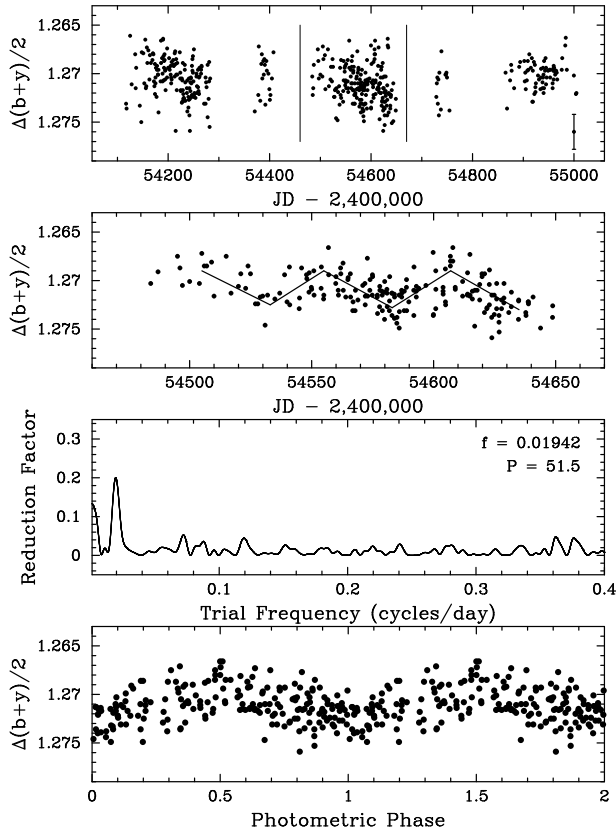 1.265
1.27
1.275
Δ(b+y)/2
54200 54400 54600 54800 55000
JD − 2,400,000
1.265
1.27
1.275
Δ(b+y)/2
54500 54550 54600 54650
JD − 2,400,000
0.3
0.2
0.1
0
Reduction Factor
f = 0.01942
P = 51.5
0.1 0.2 0.3 0.4
Trial Frequency (cycles/day)
1.265
1.27
1.275
Δ(b+y)/2
0 0.5 1 1.5 2
Photometric Phase